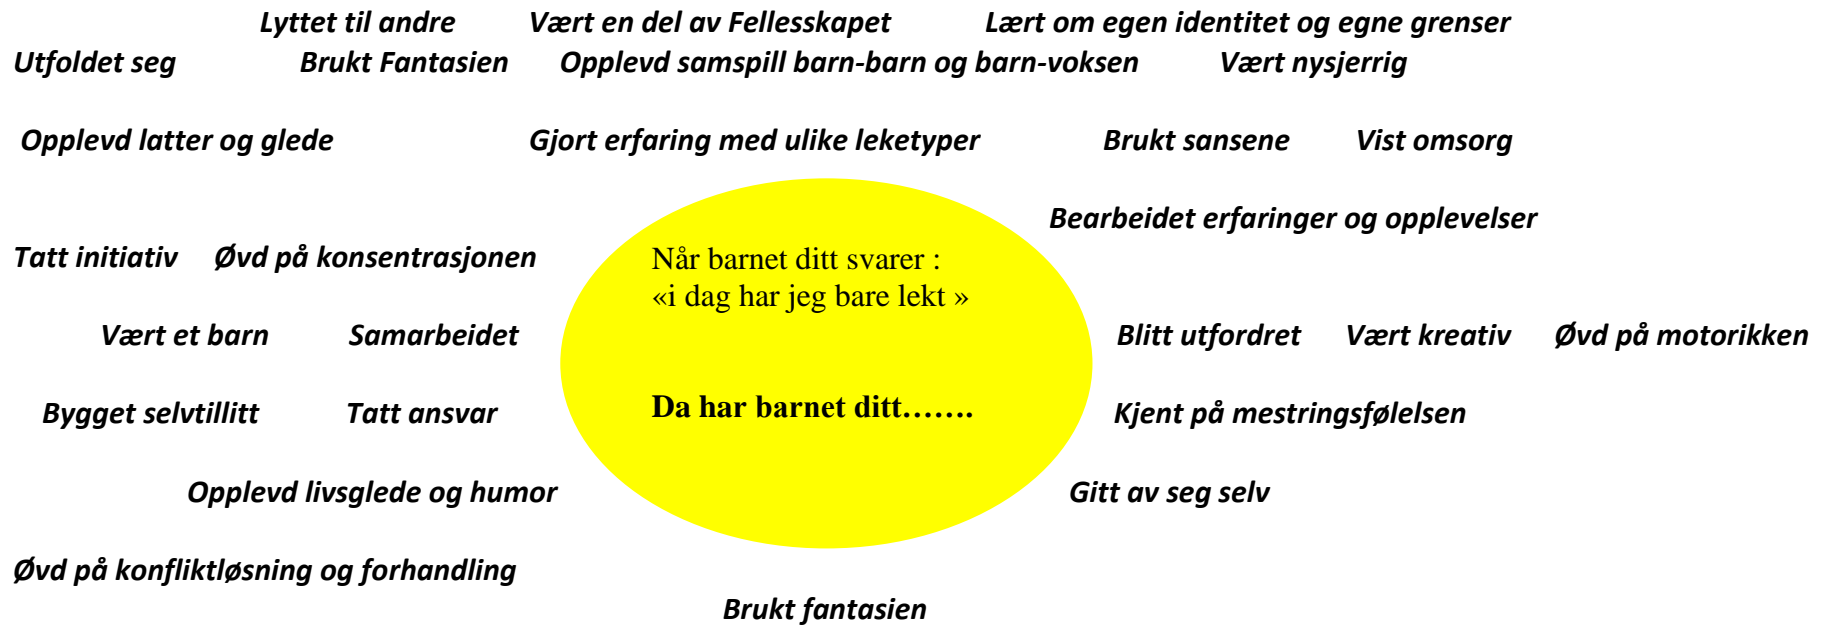 Lyttet til andre Vært en del av Fellesskapet Lært om egen identitet og egne grenser
Utfoldet seg Brukt Fantasien Opplevd samspill barn-barn og barn-voksen Vært nysjerrig
Opplevd latter og glede Gjort erfaring med ulike leketyper Brukt sansene Vist omsorg
Bearbeidet erfaringer og opplevelser
Tatt initiativ Øvd på konsentrasjonen
Når barnet ditt svarer :
«i dag har jeg bare lekt »
Vært et barn Samarbeidet Blitt utfordret Vært kreativ Øvd på motorikken
Bygget selvtillitt Tatt ansvar Da har barnet ditt……. Kjent på mestringsfølelsen
Opplevd livsglede og humor Gitt av seg selv
Øvd på konfliktløsning og forhandling
Brukt fantasien